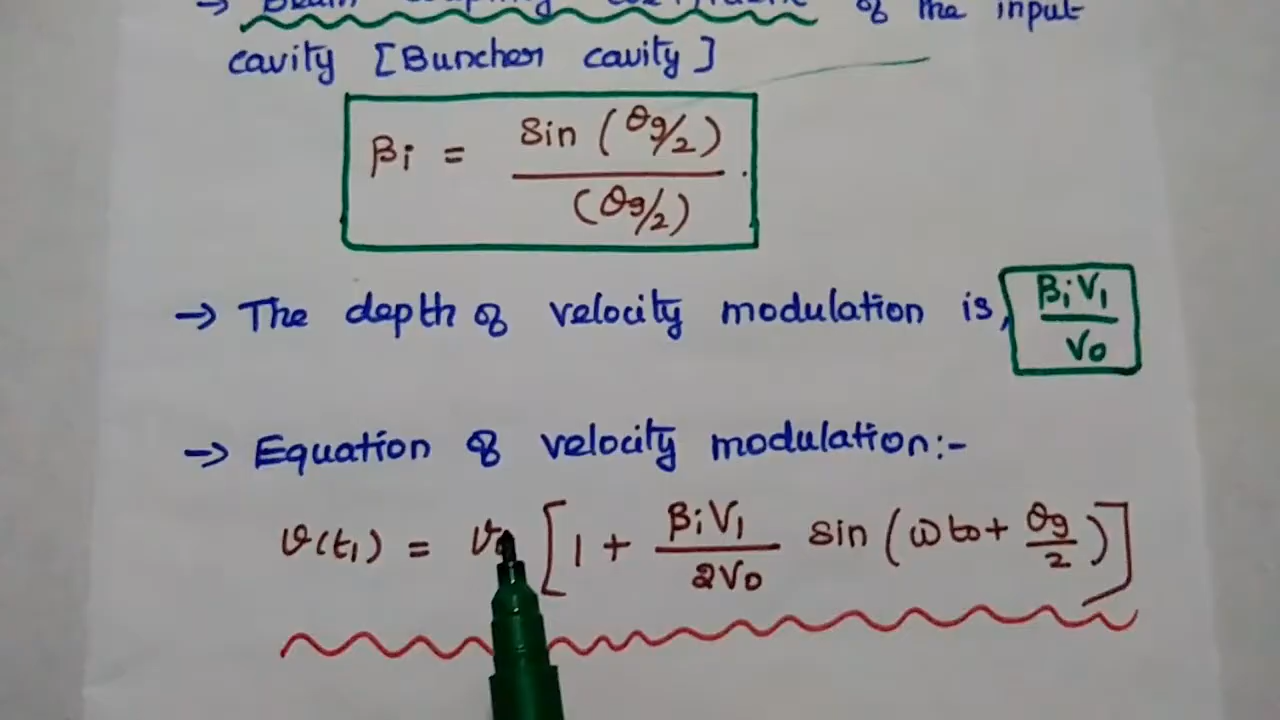 → Beam coupling coefficient of the input
cavity [Buncher cavity]
βi = sin (θg/2) / (θg/2) .
→ The depth of velocity modulation is, βiV1 / V0
→ Equation of velocity modulation:-
v(t1) = v0 [1 + βiV1 / 2V0 sin (ωt0 + θg/2)]